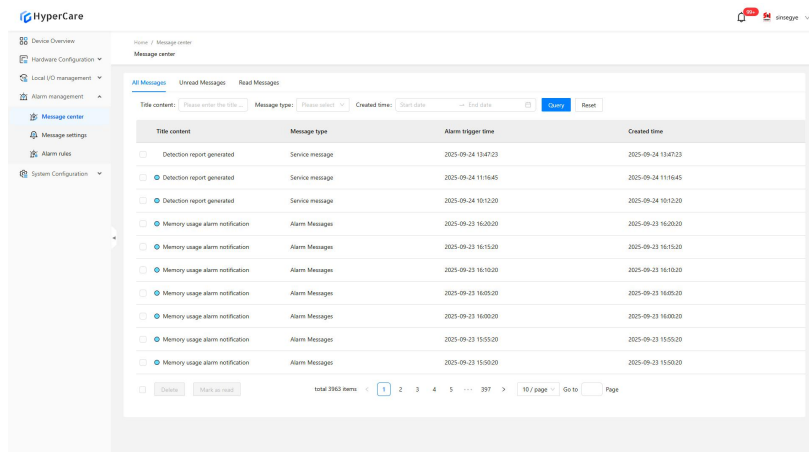 HyperCare
99+
sinsegye
Device Overview
Hardware Configuration
Local I/O management
Alarm management
Message center
Message settings
Alarm rules
System Configuration
Home / Message center
Message center
All Messages Unread Messages Read Messages
Title content: Please enter the title... Message type: Please select Created time: Start date → End date Query Reset
Title content Message type Alarm trigger time Created time
Detection report generated Service message 2025-09-24 13:47:23 2025-09-24 13:47:23
Detection report generated Service message 2025-09-24 11:16:45 2025-09-24 11:16:45
Detection report generated Service message 2025-09-24 10:12:20 2025-09-24 10:12:20
Memory usage alarm notification Alarm Messages 2025-09-23 16:20:20 2025-09-23 16:20:20
Memory usage alarm notification Alarm Messages 2025-09-23 16:15:20 2025-09-23 16:15:20
Memory usage alarm notification Alarm Messages 2025-09-23 16:10:20 2025-09-23 16:10:20
Memory usage alarm notification Alarm Messages 2025-09-23 16:05:20 2025-09-23 16:05:20
Memory usage alarm notification Alarm Messages 2025-09-23 16:00:20 2025-09-23 16:00:20
Memory usage alarm notification Alarm Messages 2025-09-23 15:55:20 2025-09-23 15:55:20
Memory usage alarm notification Alarm Messages 2025-09-23 15:50:20 2025-09-23 15:50:20
Delete Mark as read total 3963 items < 1 2 3 4 5 ••• 397 > 10 / page Go to Page